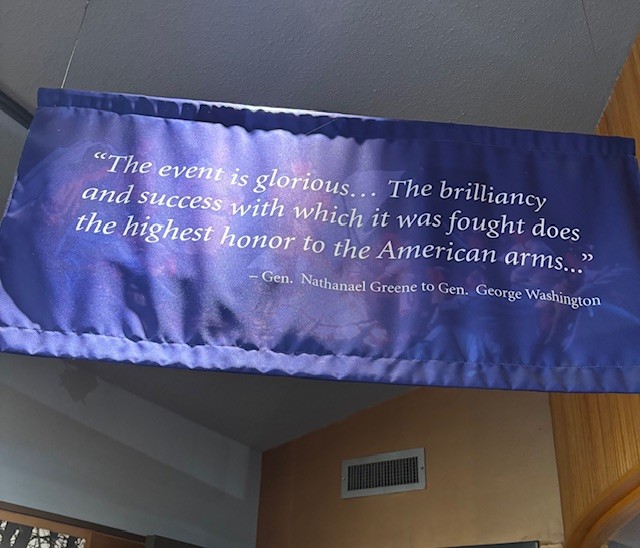 “The event is glorious... The brilliancy
and success with which it was fought does
the highest honor to the American arms...”
– Gen. Nathanael Greene to Gen. George Washington